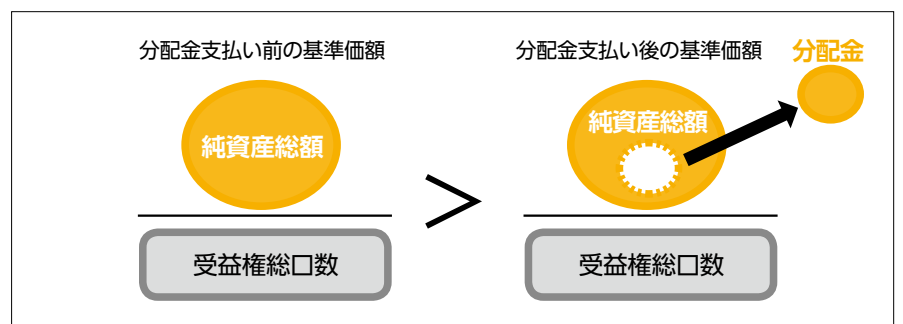 分配金支払い前の基準価額
純資産総額
受益権総口数
>
分配金支払い後の基準価額
分配金
純資産総額
受益権総口数